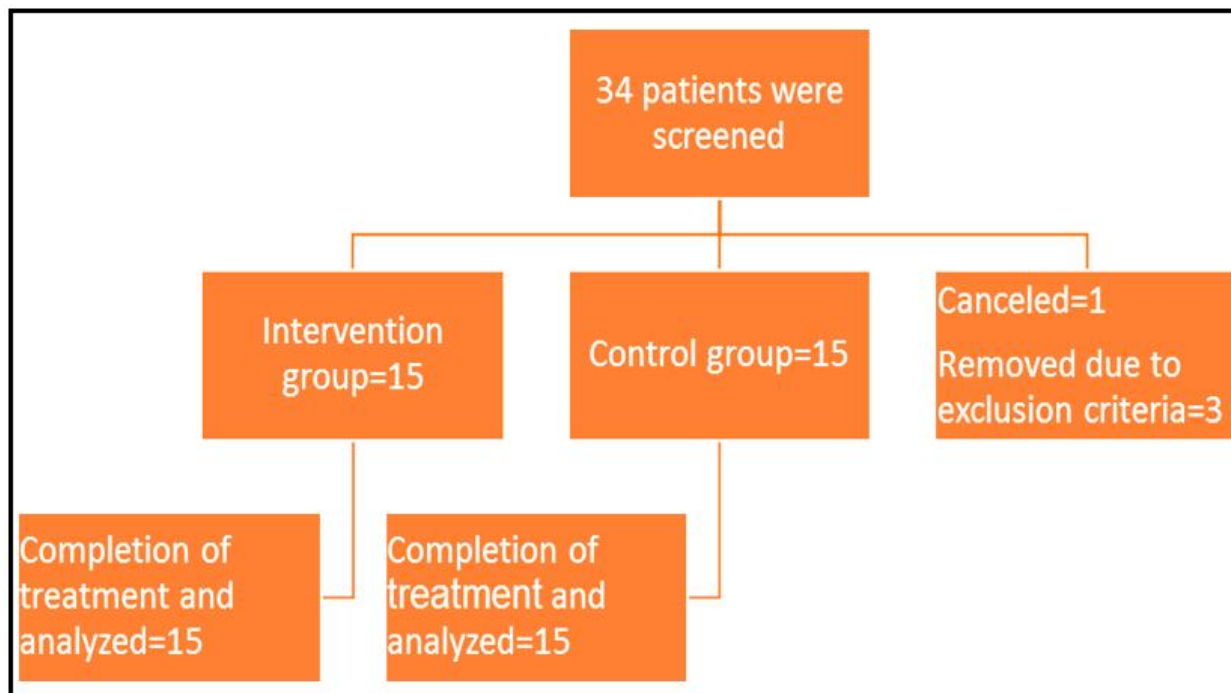 34 patients were
screened
Intervention
group=15
Control group=15
Canceled=1
Removed due to
exclusion criteria=3
Completion of
treatment and
analyzed=15
Completion of
treatment and
analyzed=15